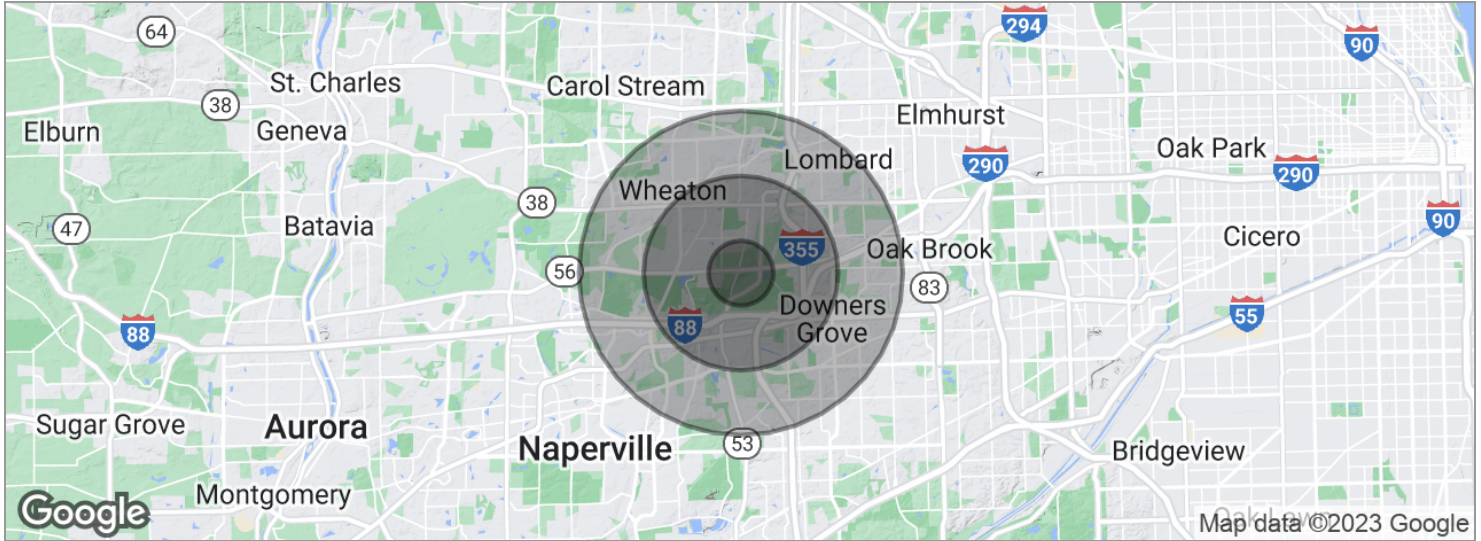 64
294
90
St. Charles
Carol Stream
38
Elmhurst
Elburn
Geneva
Lombard
Oak Park
290
290
Wheaton
38
47
Batavia
90
355
Oak Brook
Cicero
56
83
Downers
Grove
88
55
88
Sugar Grove
Aurora
53
Naperville
Bridgeview
Montgomery
Google
Oak Lawn
Map data ©2023 Google